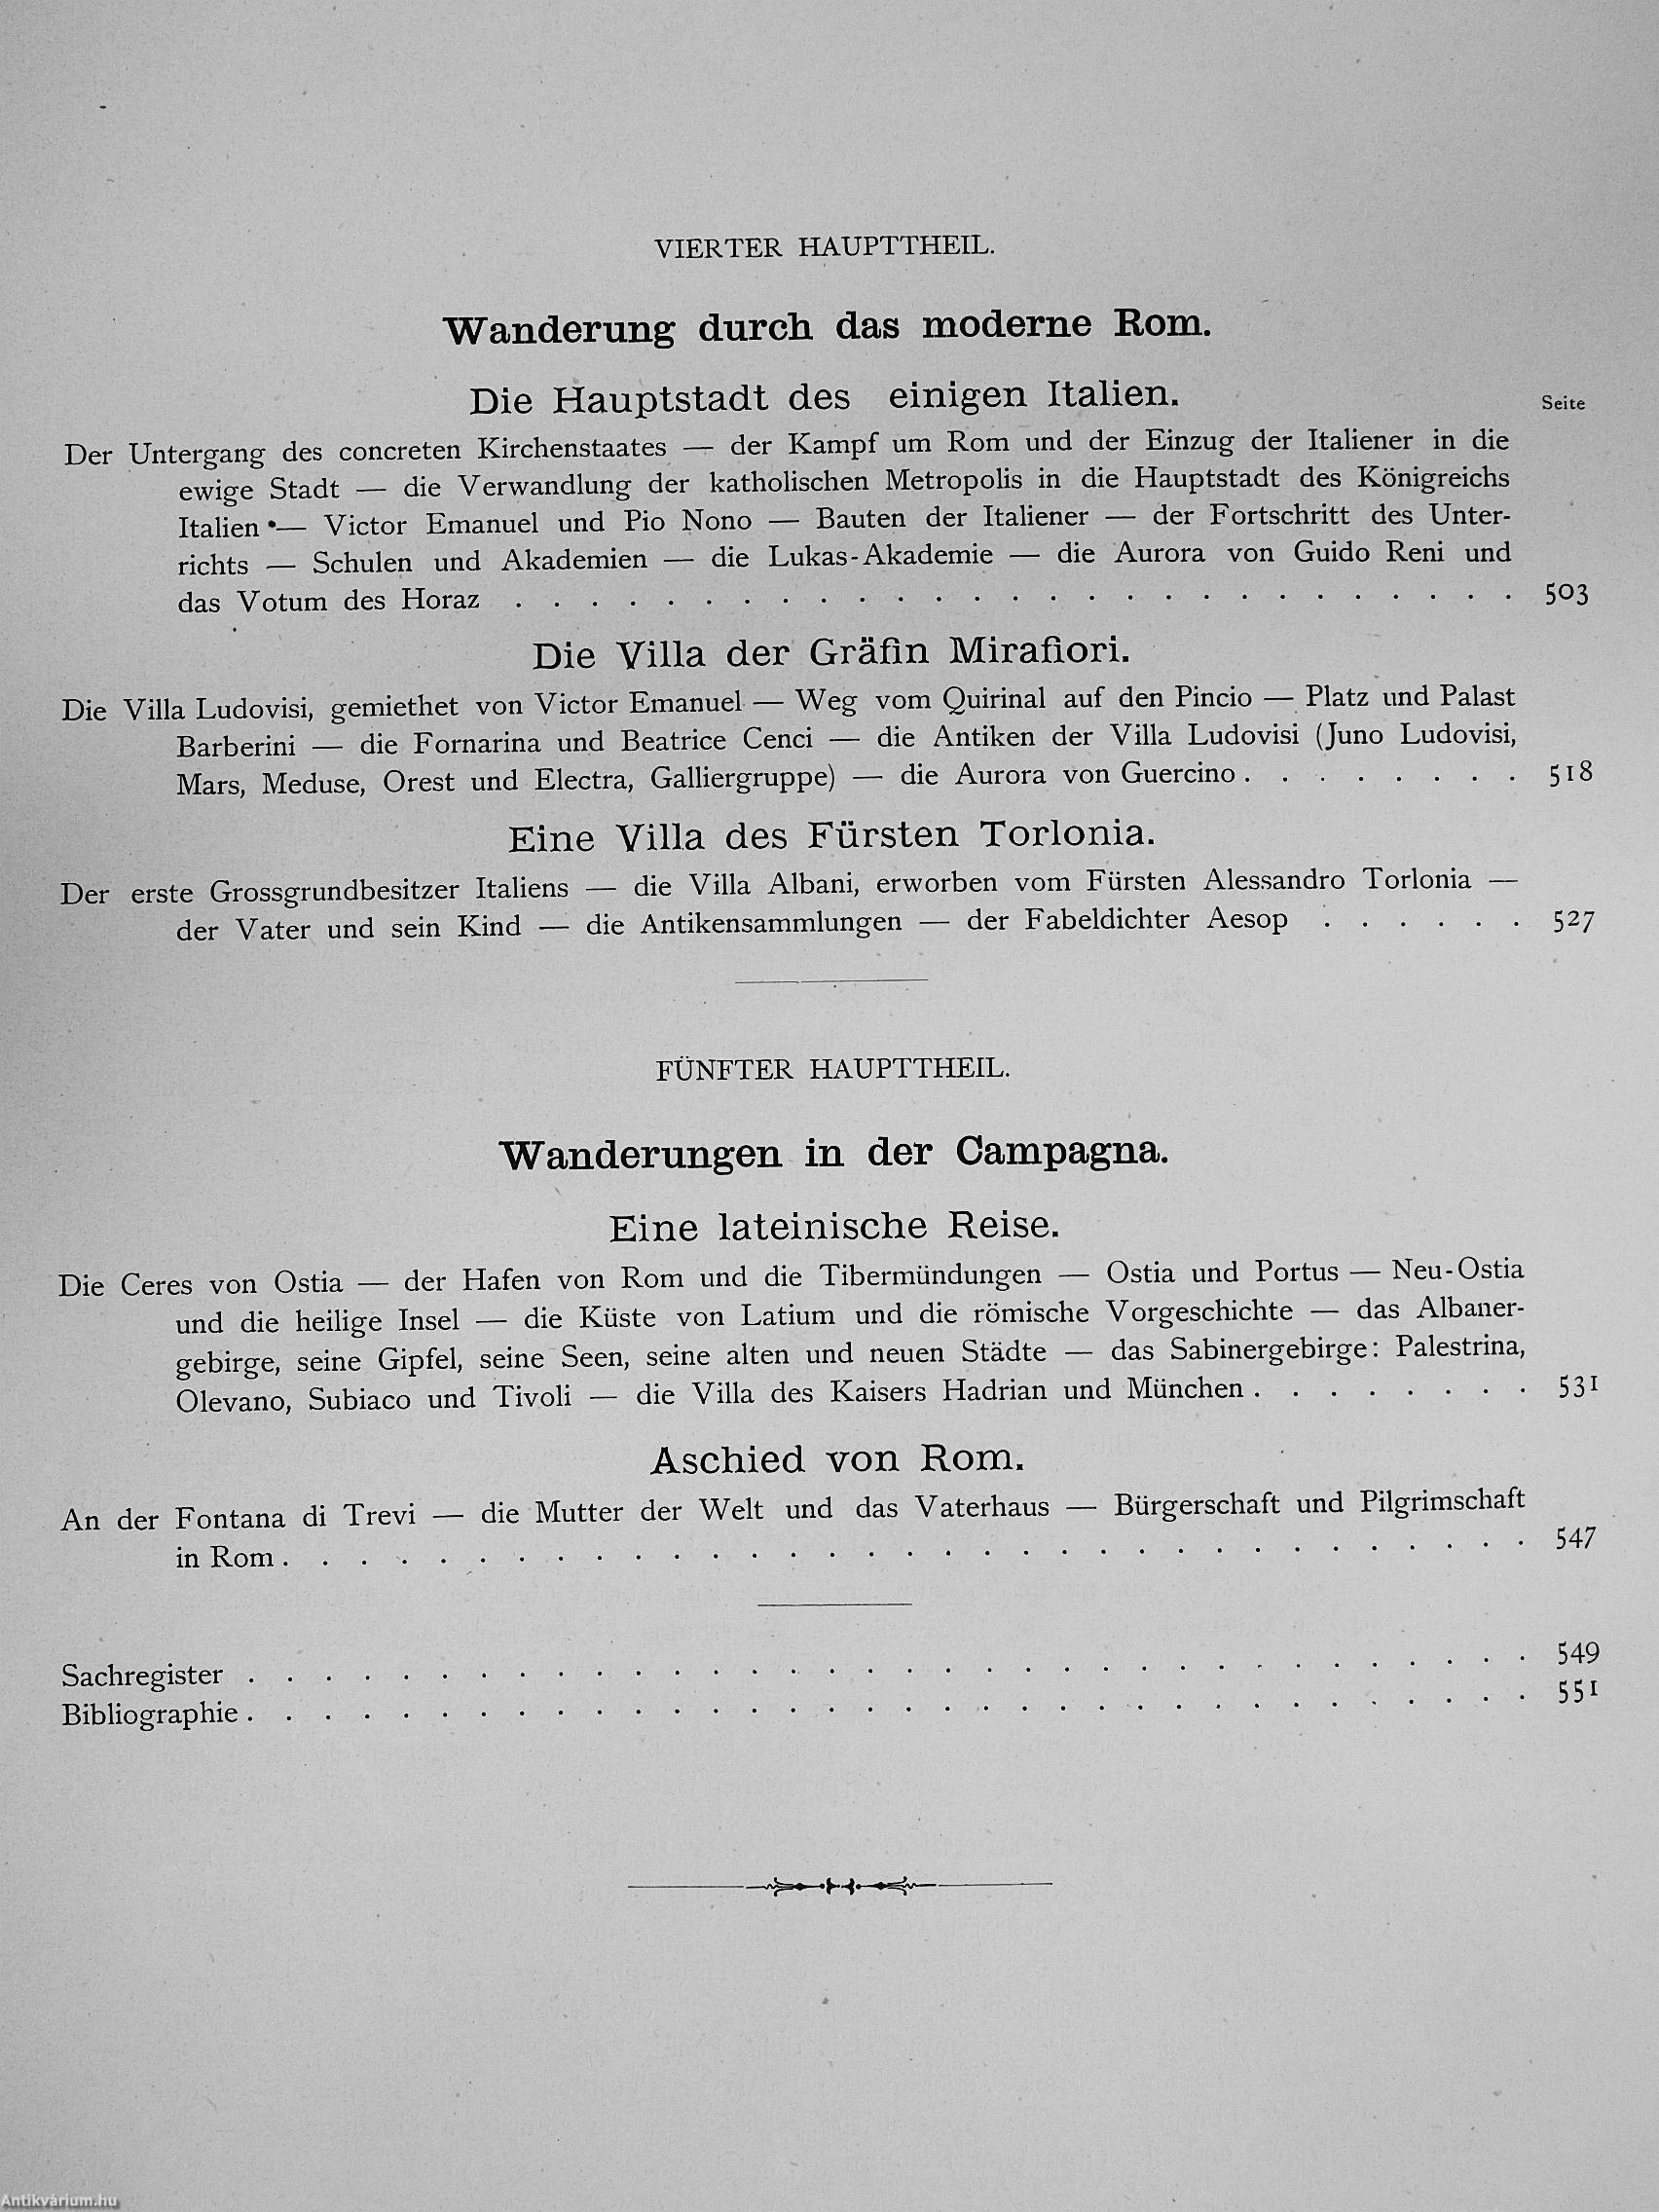 VIERTER HAUPTTHEIL.
Wanderung durch das moderne Rom.
Die Hauptstadt des einigen Italien.
Seite
Der Untergang des concreten Kirchenstaates — der Kampf um Rom und der Einzug der Italiener in die
ewige Stadt — die Verwandlung der katholischen Metropolis in die Hauptstadt des Königreichs
Italien — Victor Emanuel und Pio Nono — Bauten der Italiener — der Fortschritt des Unter-
richts — Schulen und Akademien — die Lukas-Akademie — die Aurora von Guido Reni und
das Votum des Horaz . . . . . . . . . . . . . . . . . . . . . . . . . . . 503
Die Villa der Gräfin Mirafiori.
Die Villa Ludovisi, gemiethet von Victor Emanuel — Weg vom Quirinal auf den Pincio — Platz und Palast
Barberini — die Fornarina und Beatrice Cenci — die Antiken der Villa Ludovisi (Juno Ludovisi,
Mars, Meduse, Orest und Electra, Galliergruppe) — die Aurora von Guercino . . . . . . . . 518
Eine Villa des Fürsten Torlonia.
Der erste Grossgrundbesitzer Italiens — die Villa Albani, erworben vom Fürsten Alessandro Torlonia —
der Vater und sein Kind — die Antikensammlungen — der Fabeldichter Aesop . . . . . . 527
FÜNFTER HAUPTTHEIL.
Wanderungen in der Campagna.
Eine lateinische Reise.
Die Ceres von Ostia — der Hafen von Rom und die Tibermündungen — Ostia und Portus — Neu-Ostia
und die heilige Insel — die Küste von Latium und die römische Vorgeschichte — das Albaner-
gebirge, seine Gipfel, seine Seen, seine alten und neuen Städte — das Sabinergebirge: Palestrina,
Olevano, Subiaco und Tivoli — die Villa des Kaisers Hadrian und München . . . . . . . . 531
Aschied von Rom.
An der Fontana di Trevi — die Mutter der Welt und das Vaterhaus — Bürgerschaft und Pilgrimschaft
in Rom . . . . . . . . . . . . . . . . . . . . . . . . . . . . . . . . . 547
Sachregister . . . . . . . . . . . . . . . . . . . . . . . . . . . . . . . . . . 549
Bibliographie . . . . . . . . . . . . . . . . . . . . . . . . . . . . . . . . . . 551
Antikvárium.hu